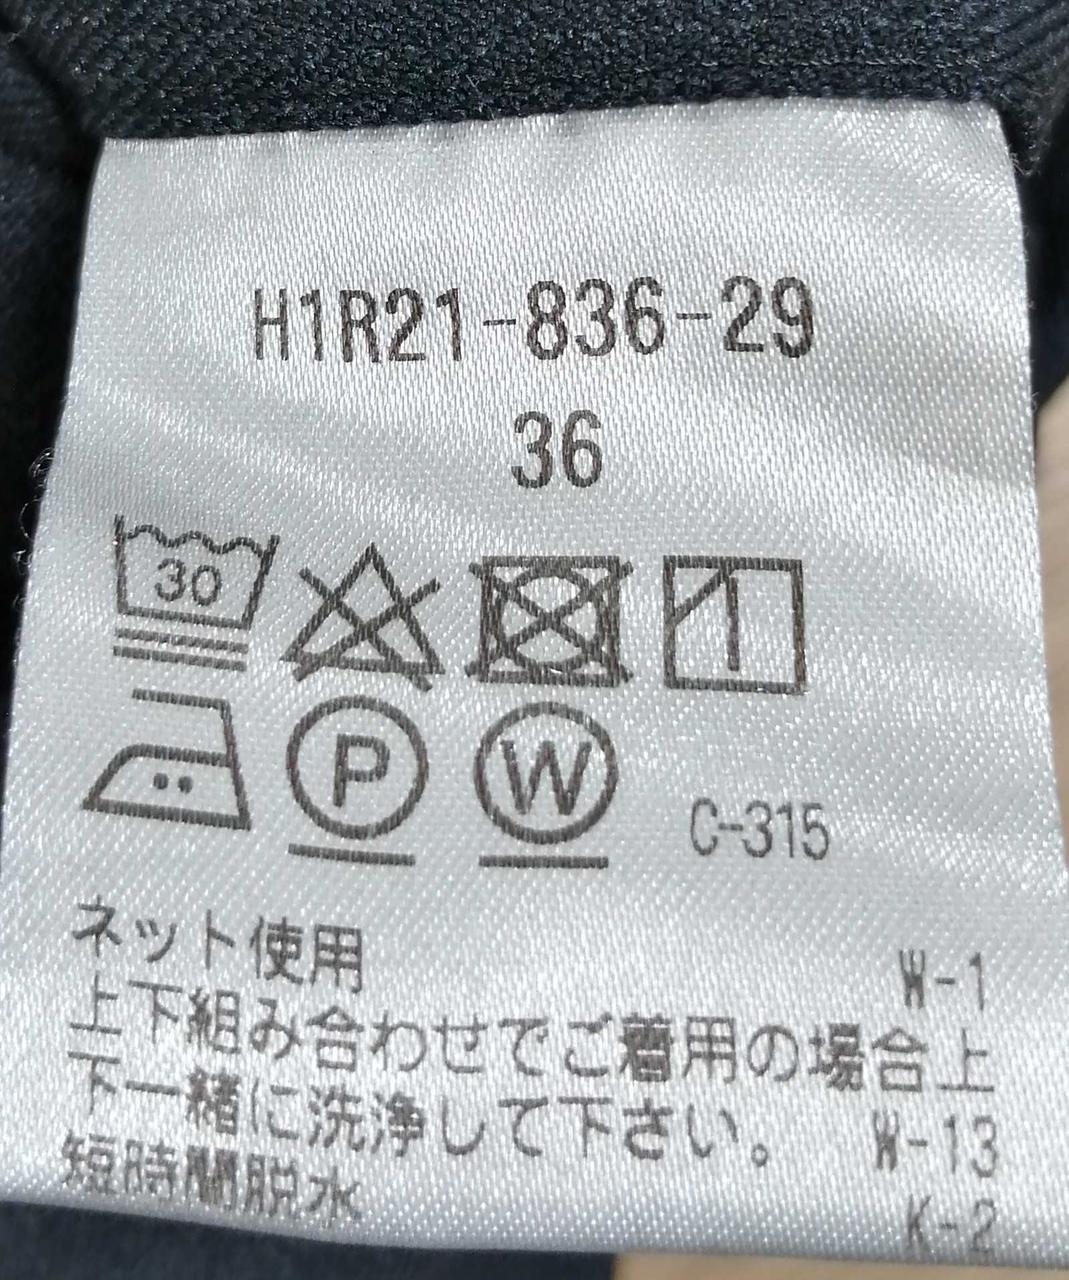 H1R21-836-29
36
30
P W C-315
ネット使用
W-1
上下組み合わせでご着用の場合上
下一緒に洗浄して下さい。 W-13
短時間脱水
K-2